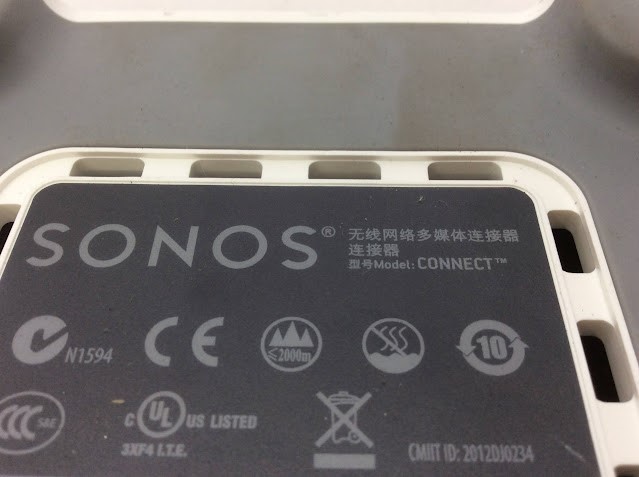 SONOS® 无线网络多媒体连接器
连接器
型号Model: CONNECT™
N1594 CE ≤2000m 10
CCC S&E
C UL US LISTED
3XF4 I.T.E.
CMIIT ID: 2012DJ0234